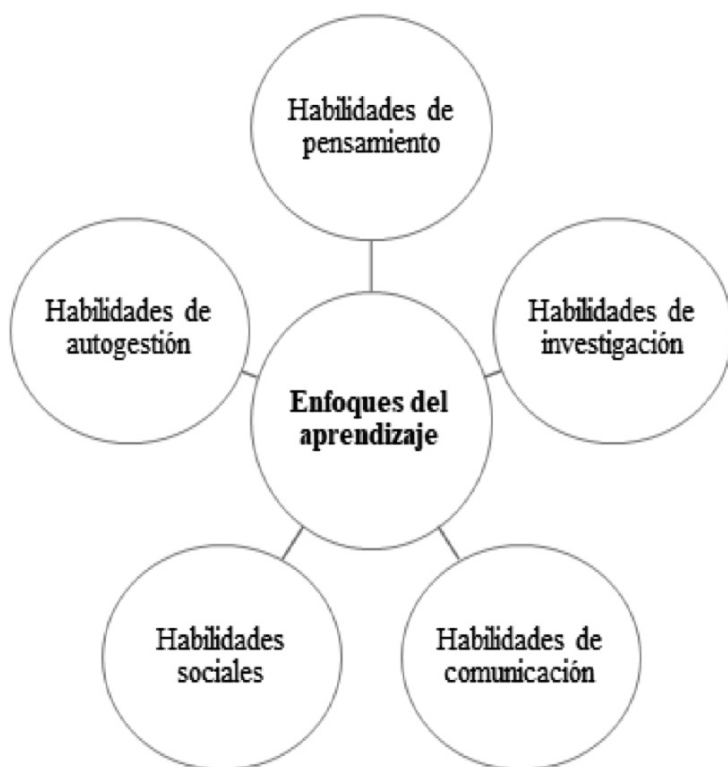 Habilidades de
pensamiento
Habilidades de
autogestión
Habilidades de
investigación
Enfoques del
aprendizaje
Habilidades
sociales
Habilidades de
comunicación